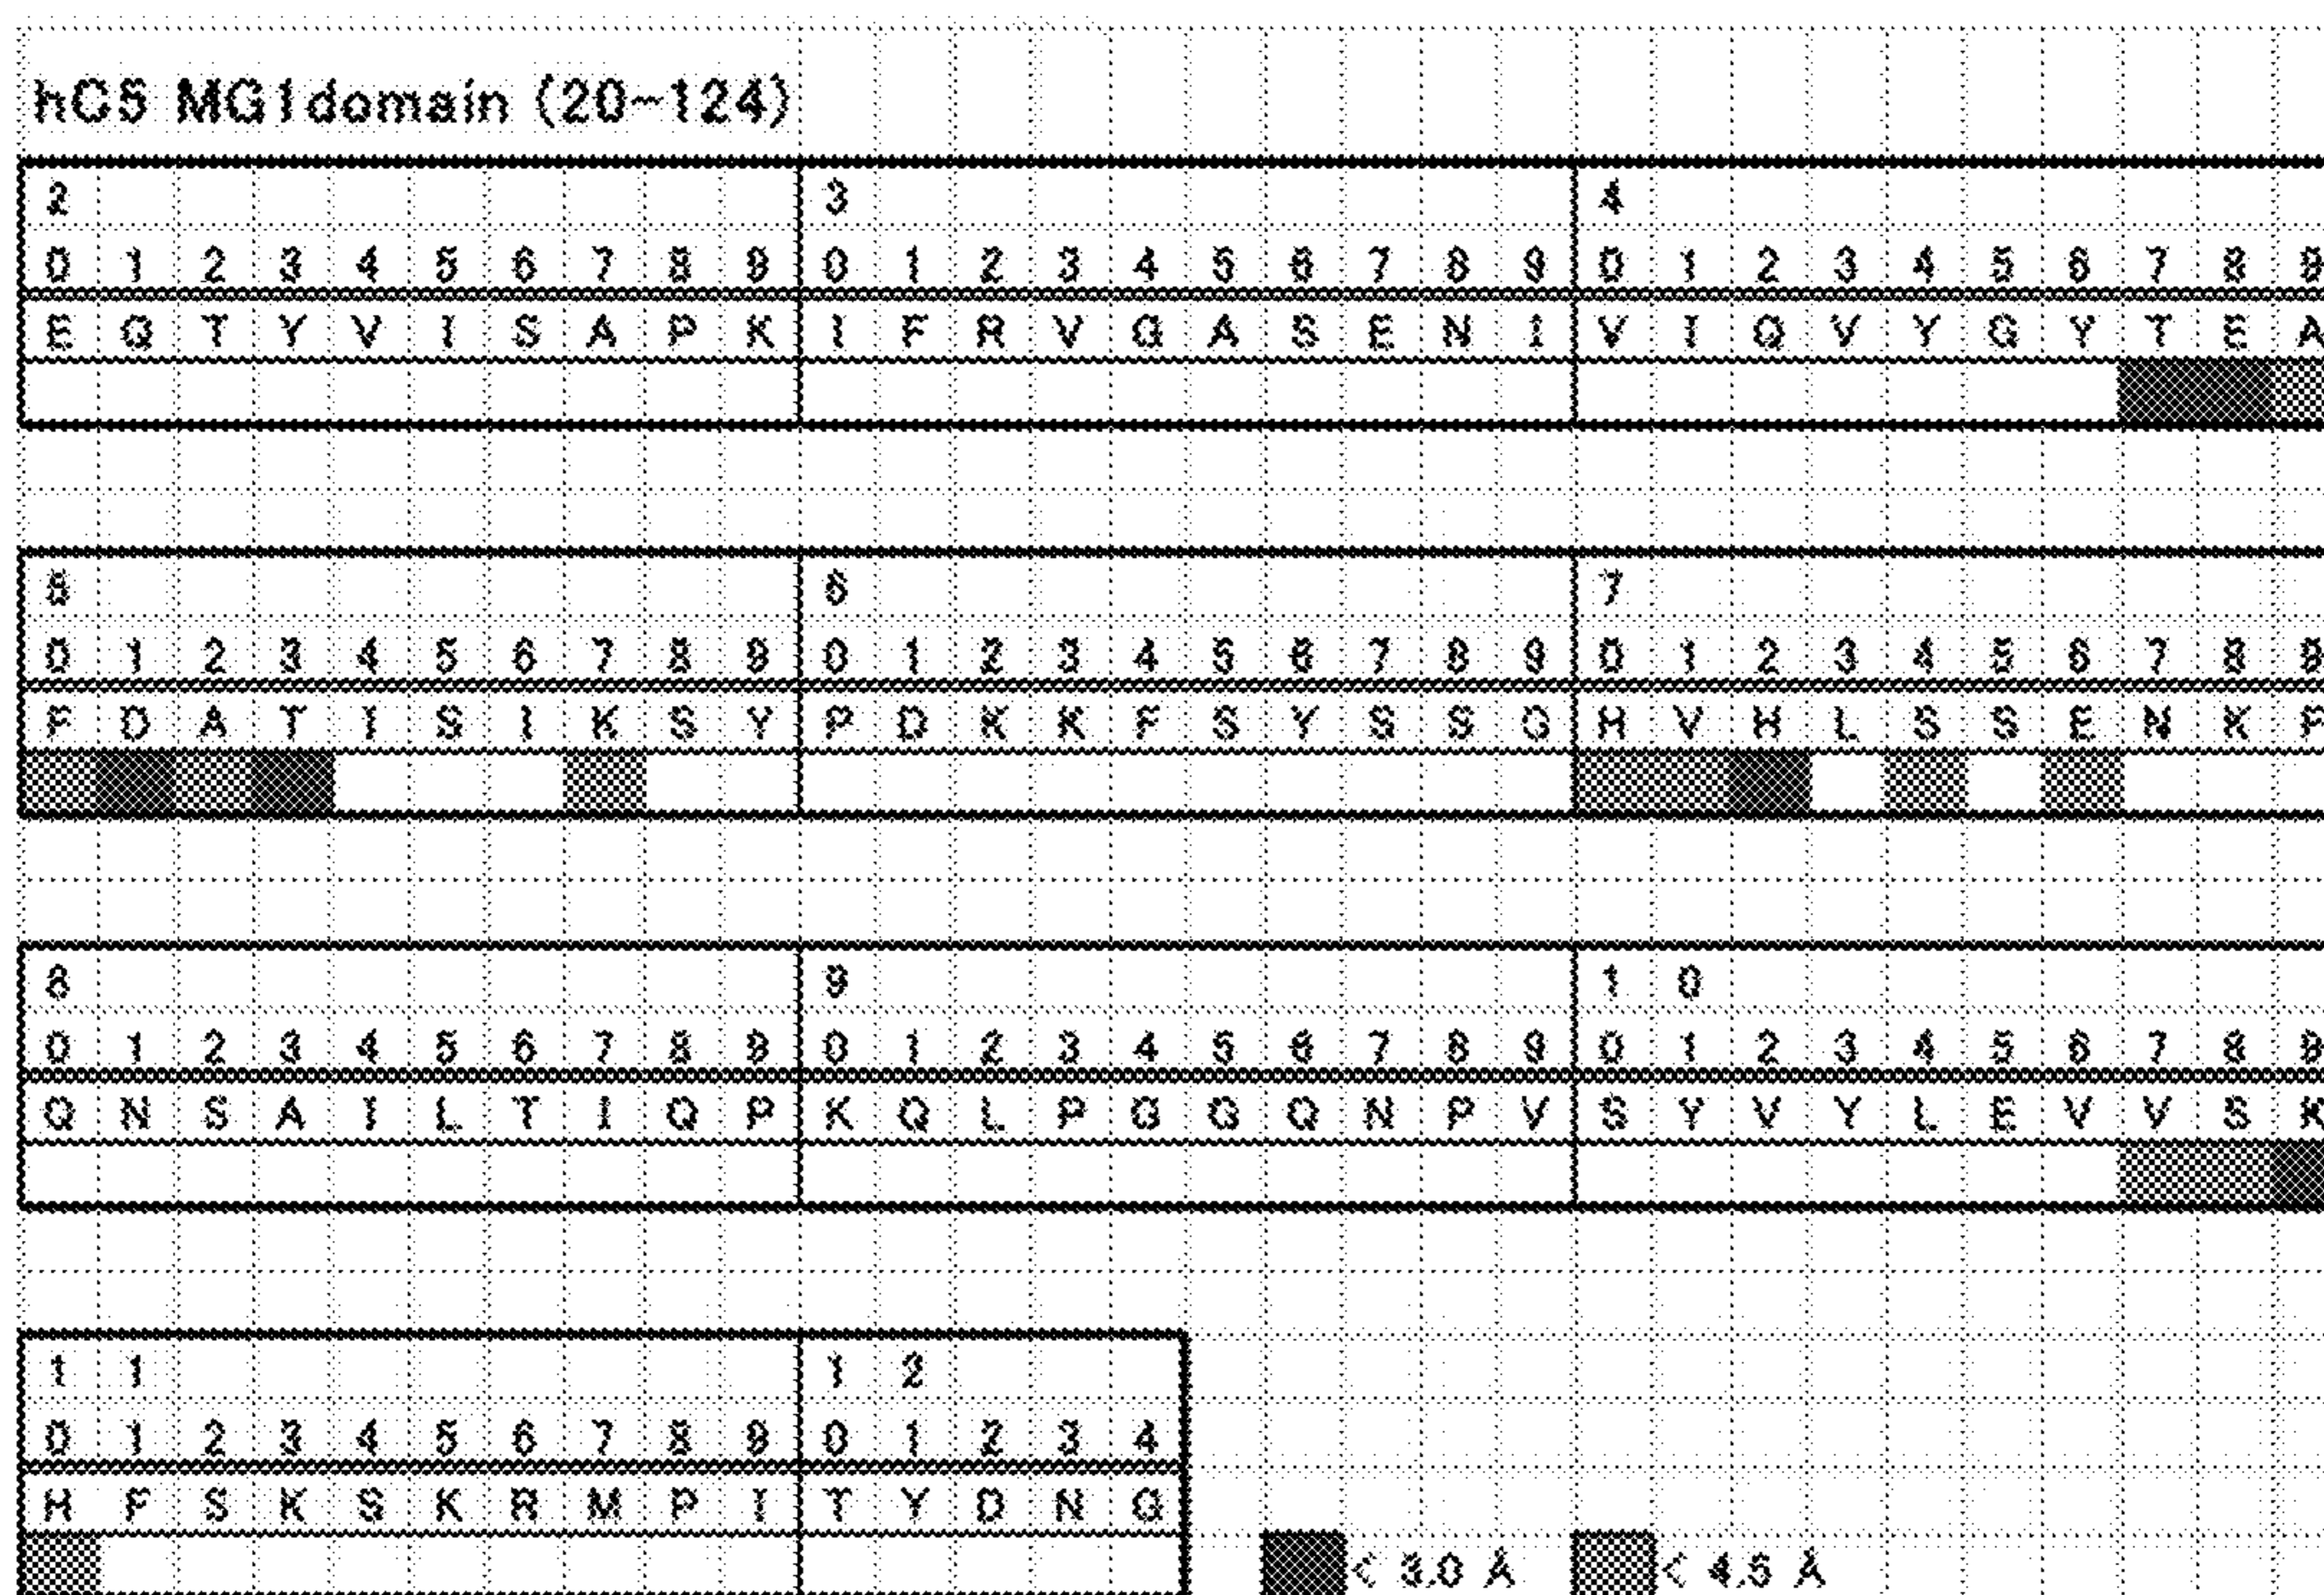 hC5 MG1domain (20-124)
2 3 4
0 1 2 3 4 5 6 7 8 9 0 1 2 3 4 5 6 7 8 9 0 1 2 3 4 5 6 7 8 9
E Q T Y V I S A P K I F R V G A S E N I V I Q V Y G Y T E A
5 6 7
0 1 2 3 4 5 6 7 8 9 0 1 2 3 4 5 6 7 8 9 0 1 2 3 4 5 6 7 8 9
F D A T I S I K S Y P D K K F S Y S S G H V H L S S E N K
8 9 1 0
0 1 2 3 4 5 6 7 8 9 0 1 2 3 4 5 6 7 8 9 0 1 2 3 4 5 6 7 8 9
Q N S A I L T I Q P K Q L P G G Q N P V S Y V Y L E V V S K
1 1 1 2
0 1 2 3 4 5 6 7 8 9 0 1 2 3 4
H F S K S K R M P I T Y D N G
< 3.0 Å < 4.5 Å